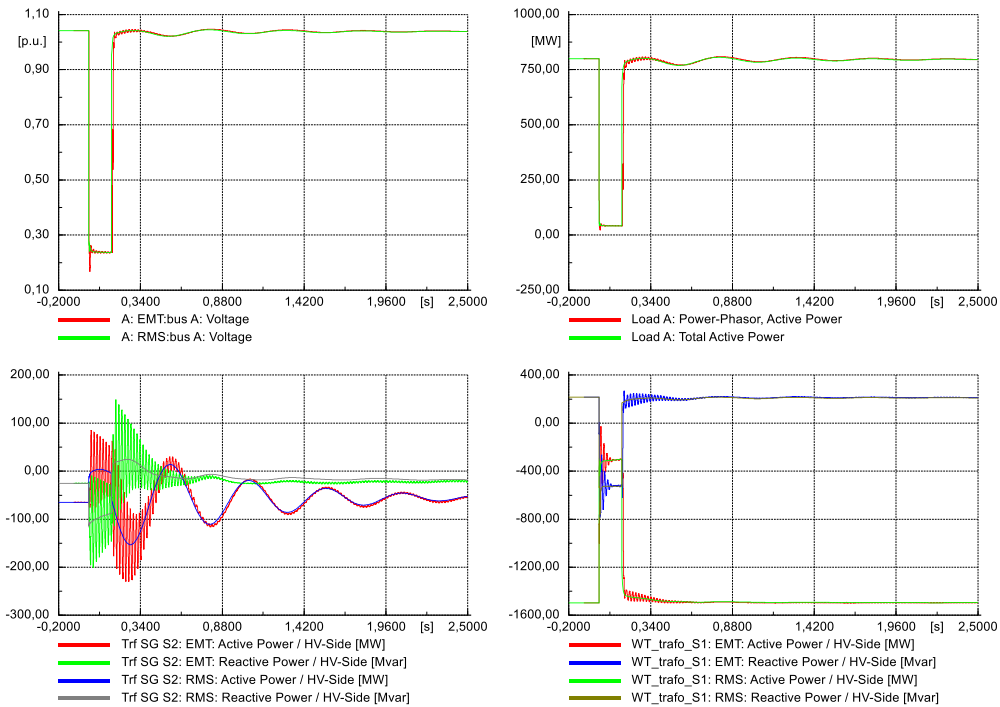 1,10
[p.u.]
0,90
0,70
0,50
0,30
0,10
-0,2000 0,3400 0,8800 1,4200 1,9600 [s] 2,5000
A: EMT:bus A: Voltage
A: RMS:bus A: Voltage
1000,00
[MW]
750,00
500,00
250,00
0,00
-250,00
-0,2000 0,3400 0,8800 1,4200 1,9600 [s] 2,5000
Load A: Power-Phasor, Active Power
Load A: Total Active Power
200,00
100,00
0,00
-100,00
-200,00
-300,00
-0,2000 0,3400 0,8800 1,4200 1,9600 [s] 2,5000
Trf SG S2: EMT: Active Power / HV-Side [MW]
Trf SG S2: EMT: Reactive Power / HV-Side [Mvar]
Trf SG S2: RMS: Active Power / HV-Side [MW]
Trf SG S2: RMS: Reactive Power / HV-Side [Mvar]
400,00
0,00
-400,00
-800,00
-1200,00
-1600,00
-0,2000 0,3400 0,8800 1,4200 1,9600 [s] 2,5000
WT_trafo_S1: EMT: Active Power / HV-Side [MW]
WT_trafo_S1: EMT: Reactive Power / HV-Side [Mvar]
WT_trafo_S1: RMS: Active Power / HV-Side [MW]
WT_trafo_S1: RMS: Reactive Power / HV-Side [Mvar]